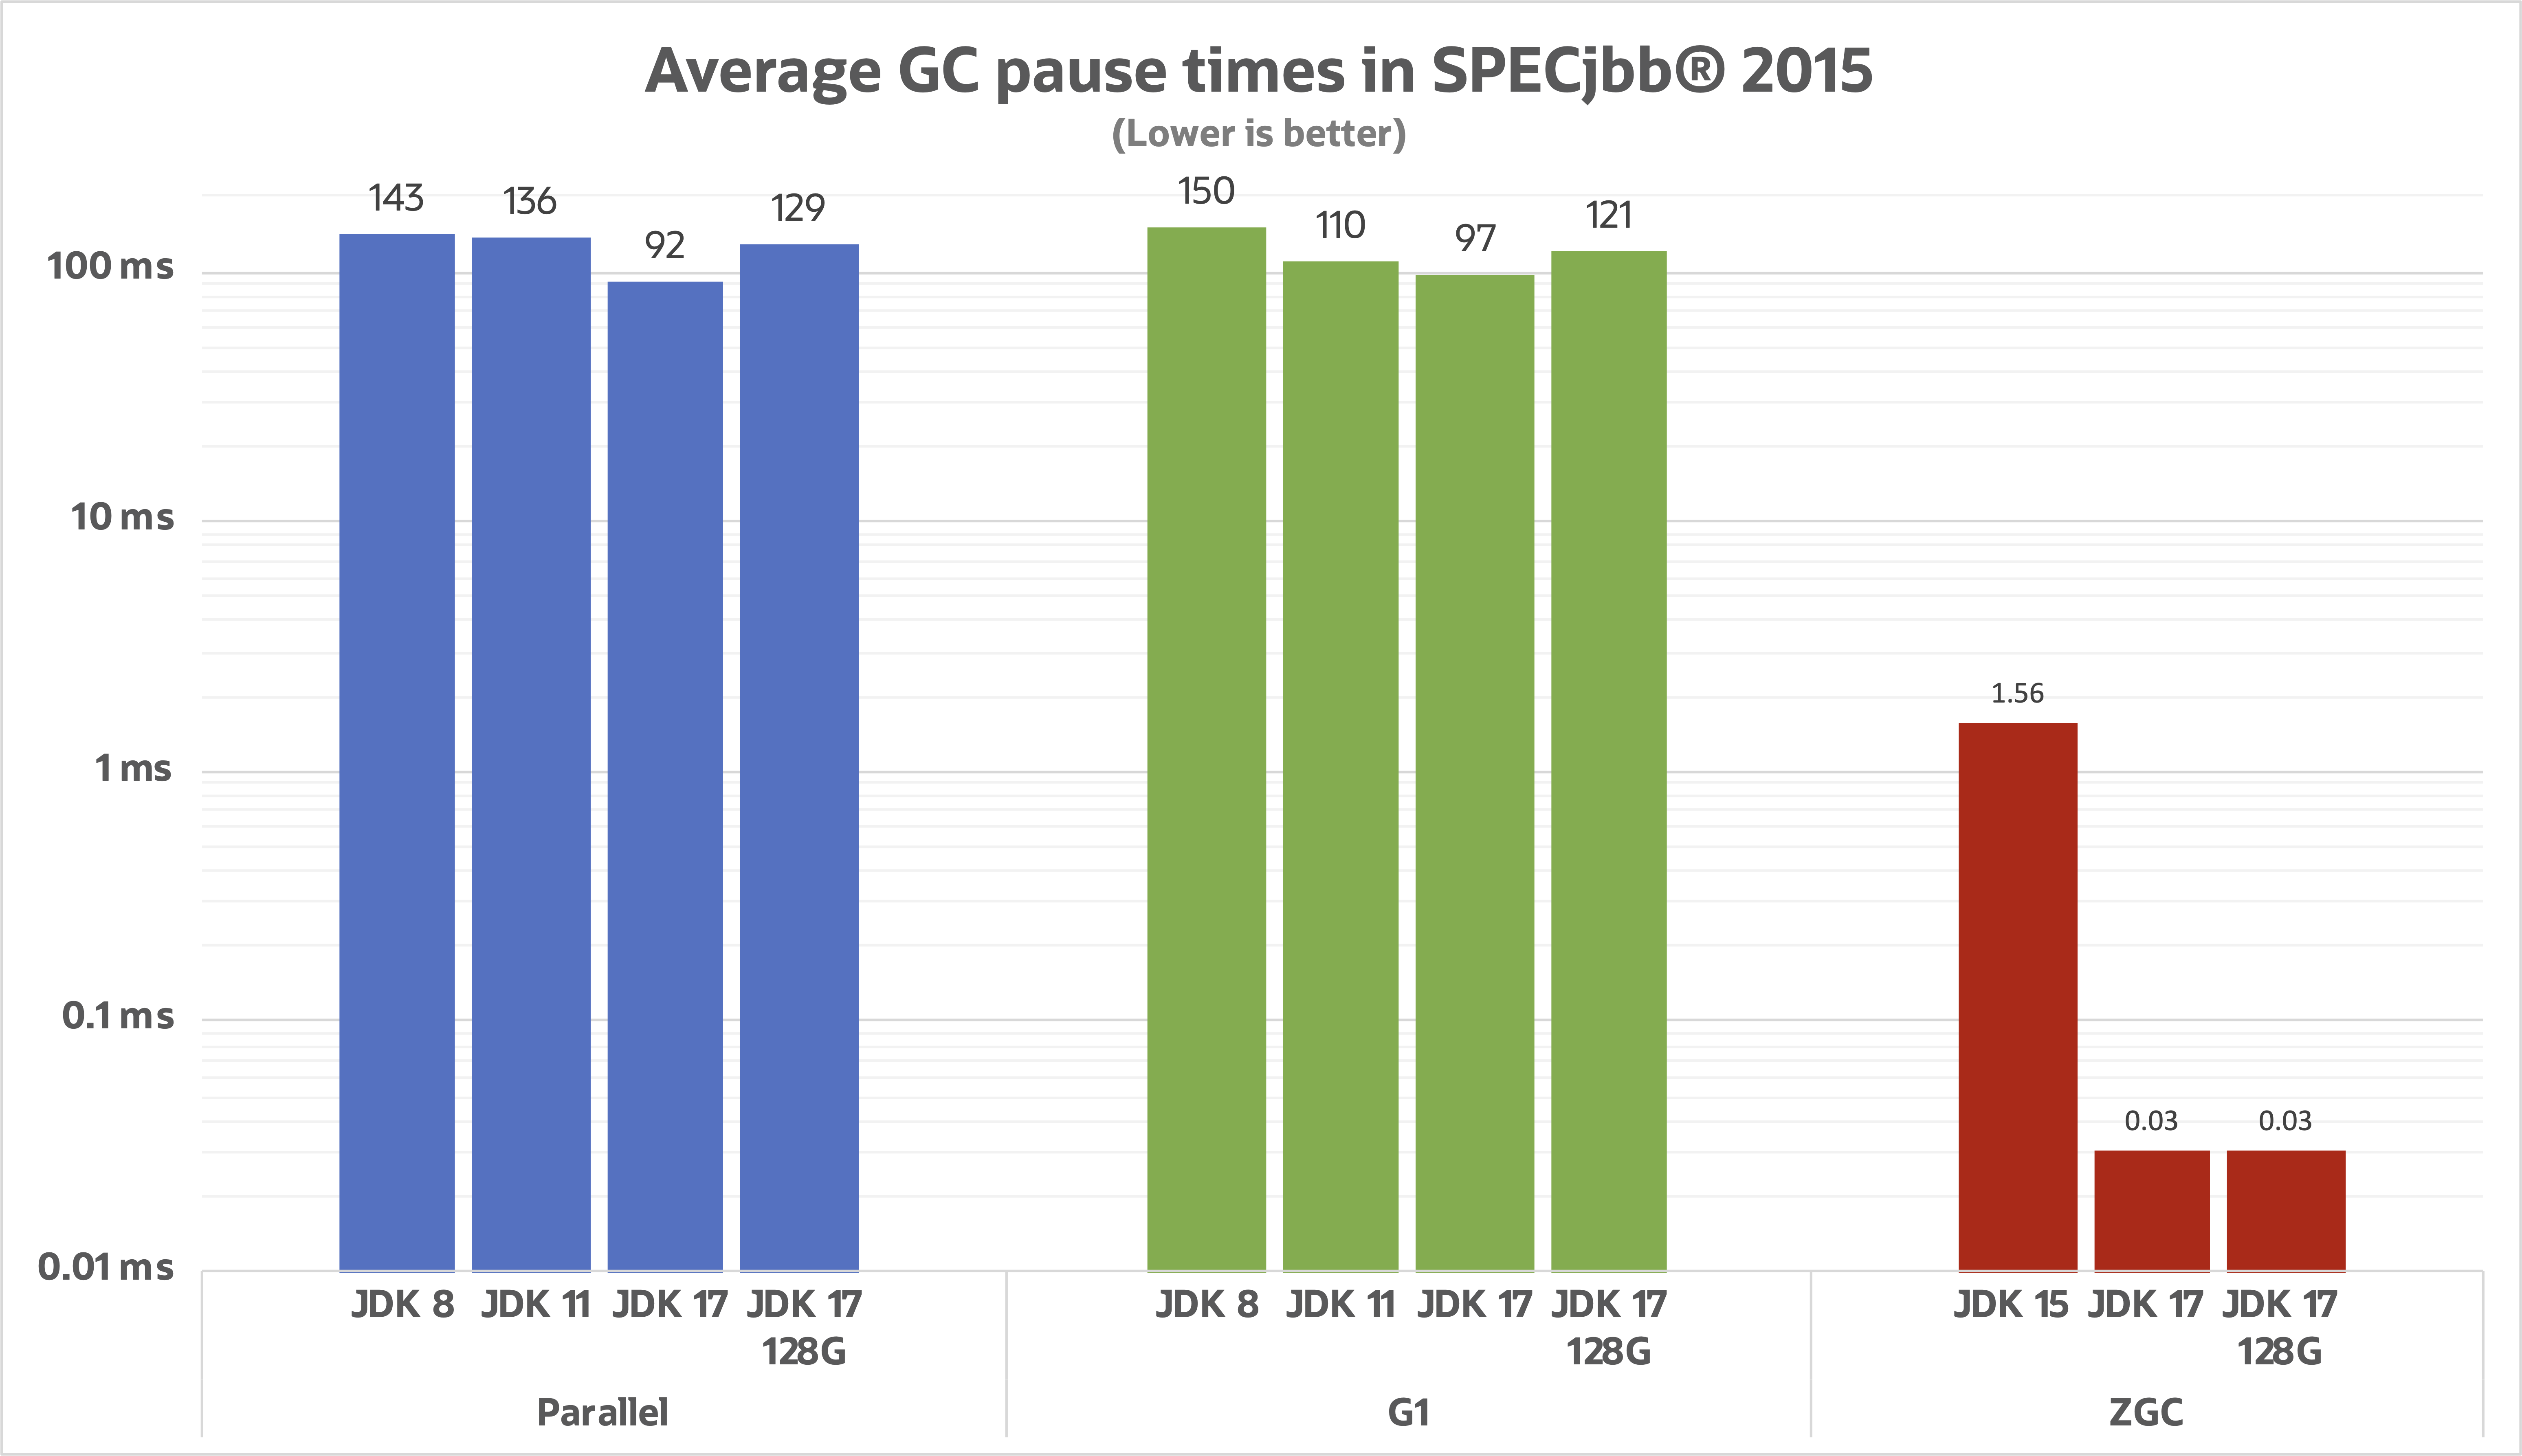 Average GC pause times in SPECjbb® 2015
(Lower is better)
143
136
92
129
150
110
97
121
1.56
0.03
0.03
100 ms
10 ms
1 ms
0.1 ms
0.01 ms
JDK 8
JDK 11
JDK 17
JDK 17
128G
JDK 8
JDK 11
JDK 17
JDK 17
128G
JDK 15
JDK 17
JDK 17
128G
Parallel
G1
ZGC